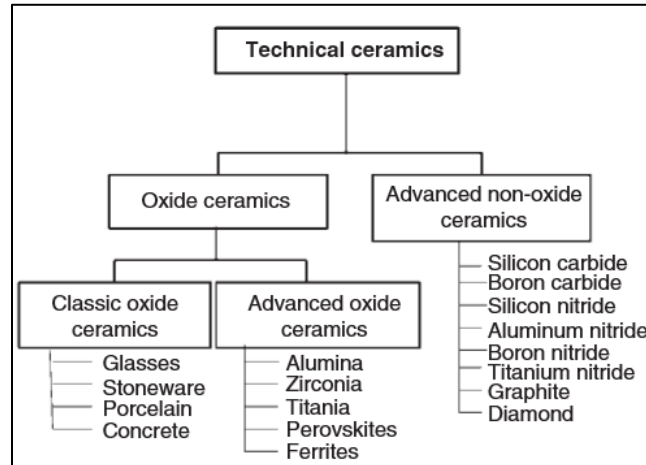 Technical ceramics
Oxide ceramics
Advanced non-oxide
ceramics
Classic oxide
ceramics
Glasses
Stoneware
Porcelain
Concrete
Advanced oxide
ceramics
Alumina
Zirconia
Titania
Perovskites
Ferrites
Silicon carbide
Boron carbide
Silicon nitride
Aluminum nitride
Boron nitride
Titanium nitride
Graphite
Diamond